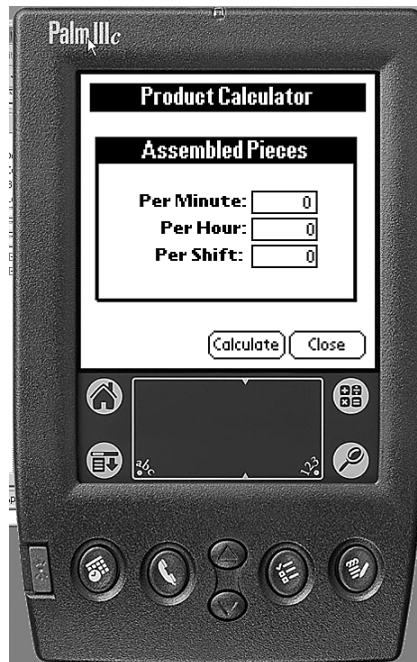 Palm IIIc
Product Calculator
Assembled Pieces
Per Minute: 0
Per Hour: 0
Per Shift: 0
Calculate Close
abc 123